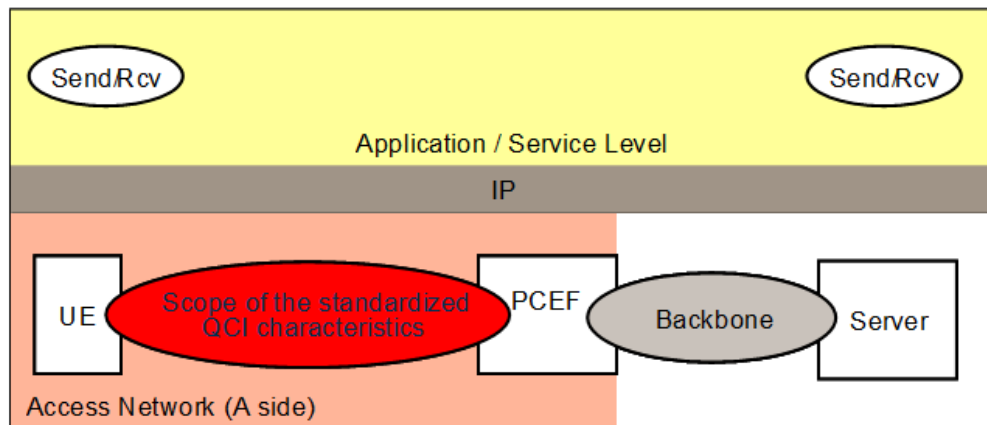 Send/Rcv
Send/Rcv
Application / Service Level
IP
UE
Scope of the standardized
QCI characteristics
PCEF
Backbone
Server
Access Network (A side)